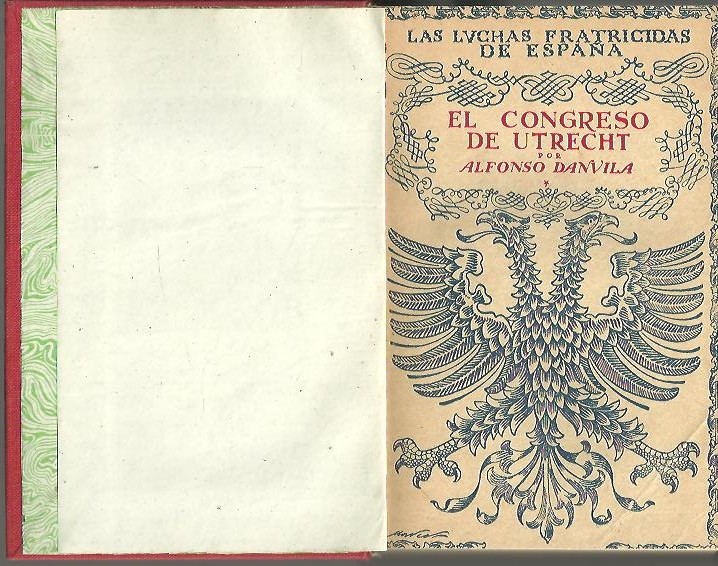 LAS LVCHAS FRATRICIDAS
DE ESPAÑA
EL CONGRESO
DE UTRECHT
POR
ALFONSO DANVILA